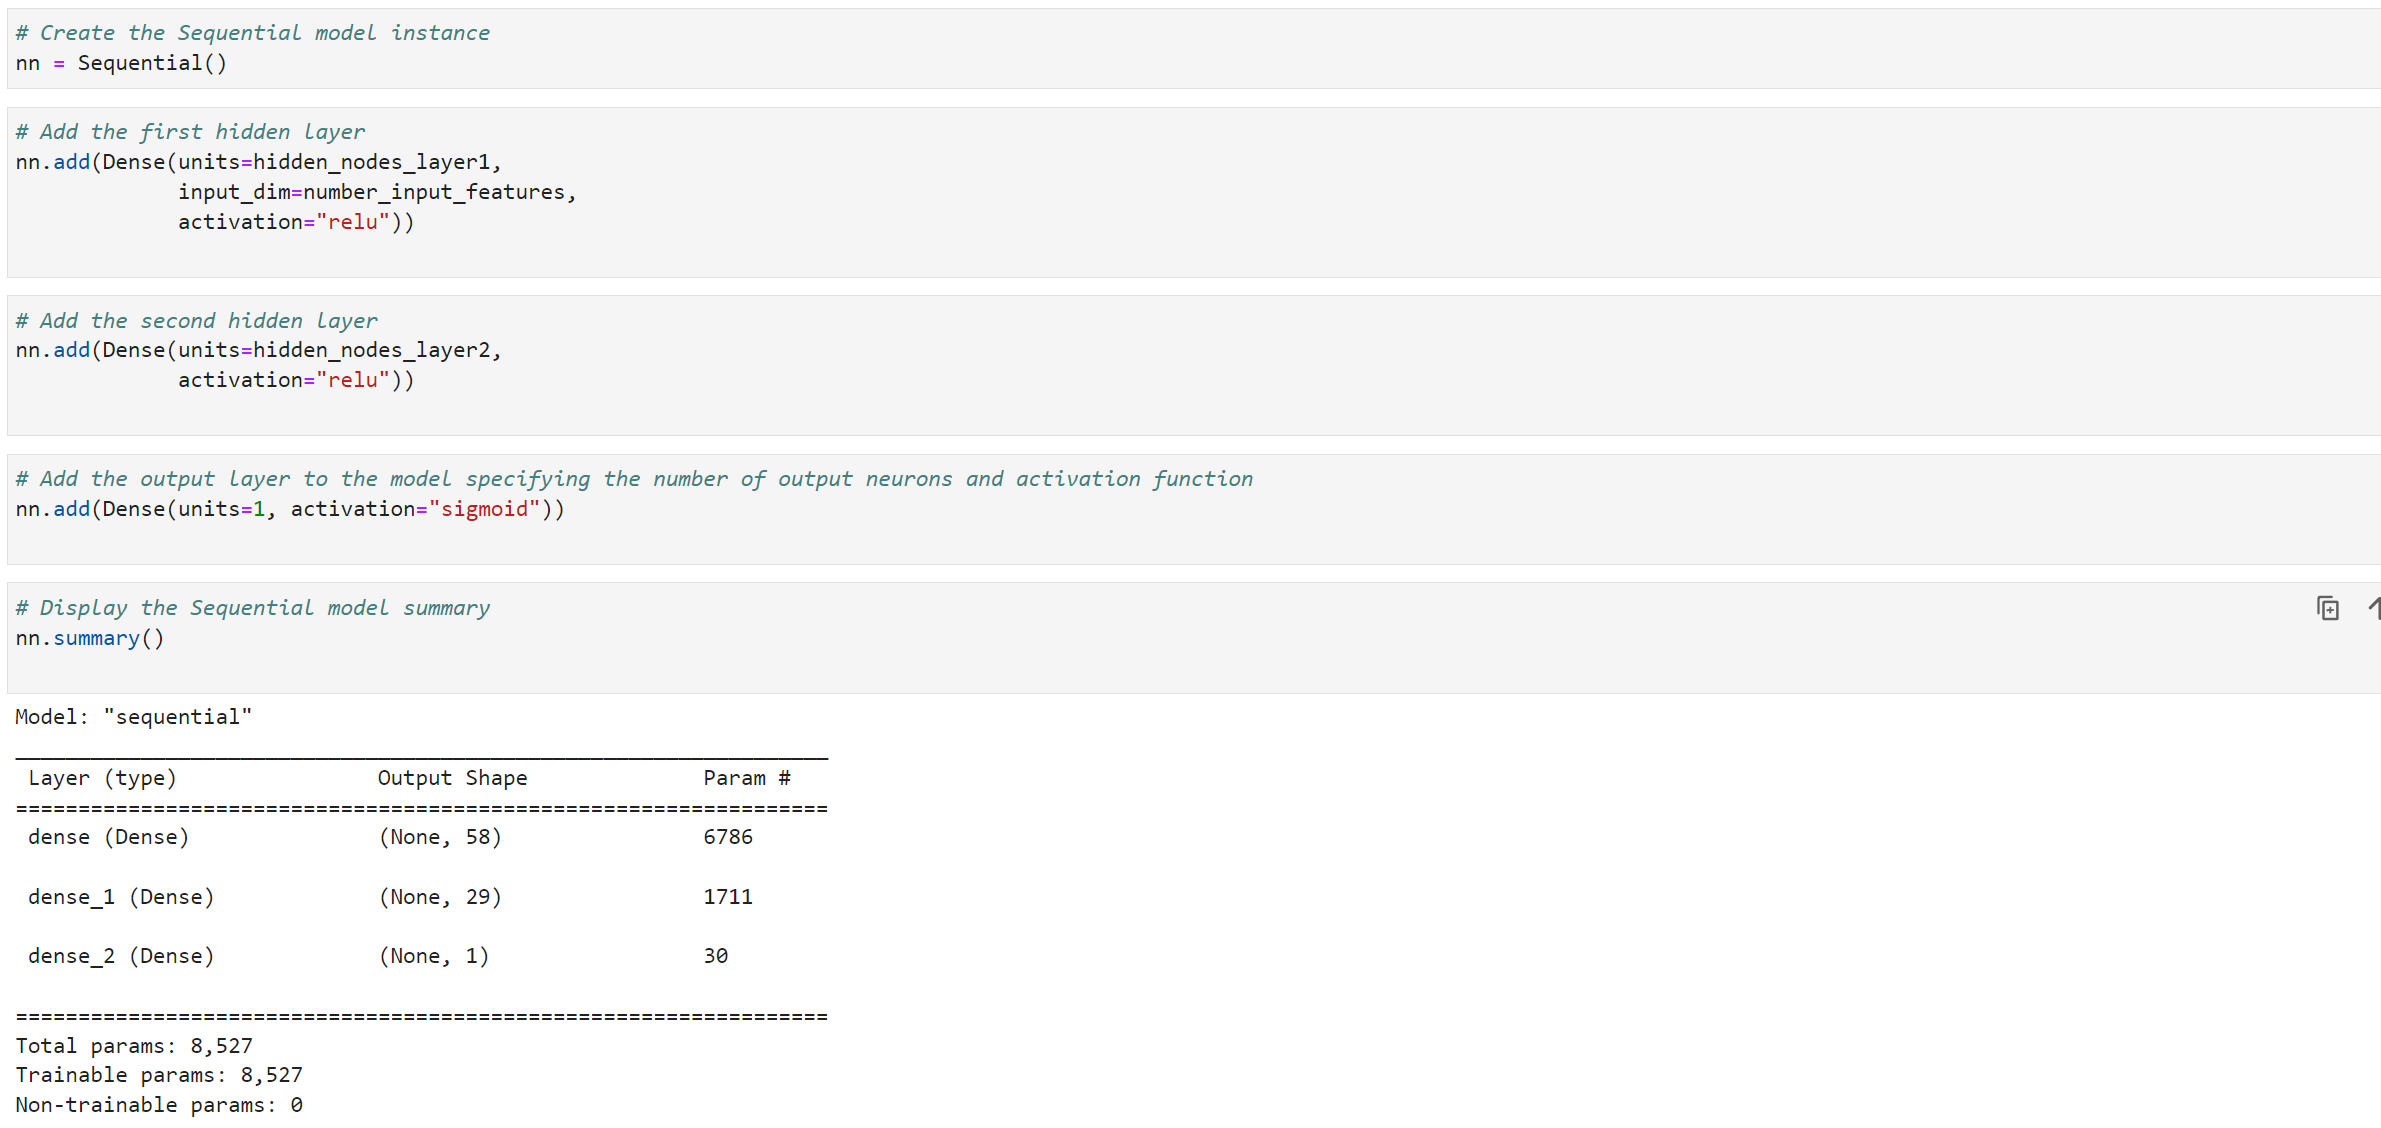 # Create the Sequential model instance
nn = Sequential()
# Add the first hidden layer
nn.add(Dense(units=hidden_nodes_layer1,
             input_dim=number_input_features,
             activation="relu"))
# Add the second hidden layer
nn.add(Dense(units=hidden_nodes_layer2,
             activation="relu"))
# Add the output layer to the model specifying the number of output neurons and activation function
nn.add(Dense(units=1, activation="sigmoid"))
# Display the Sequential model summary
nn.summary()
Model: "sequential"
_________________________________________________________________
 Layer (type)                Output Shape              Param #
=================================================================
 dense (Dense)               (None, 58)                6786
 dense_1 (Dense)             (None, 29)                1711
 dense_2 (Dense)             (None, 1)                 30
=================================================================
Total params: 8,527
Trainable params: 8,527
Non-trainable params: 0